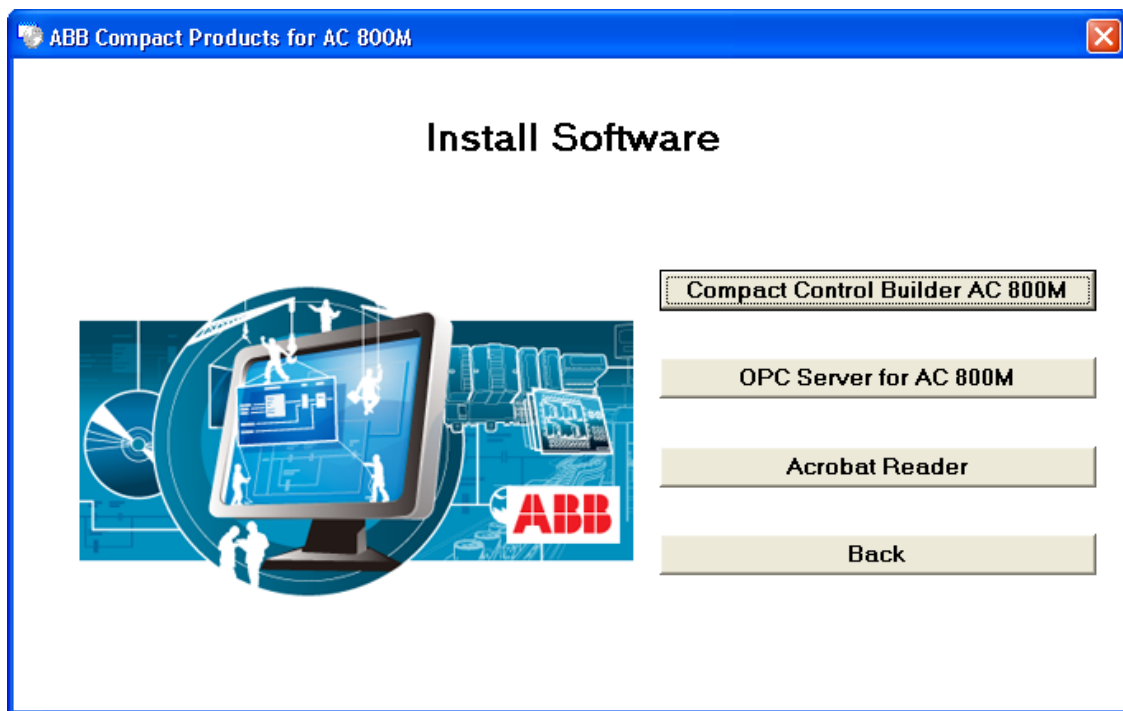 ABB Compact Products for AC 800M
Install Software
Compact Control Builder AC 800M
OPC Server for AC 800M
Acrobat Reader
Back
ABB